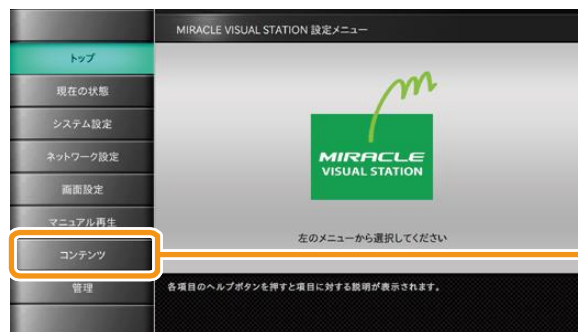 MIRACLE VISUAL STATION 設定メニュー
トップ
現在の状態
システム設定
ネットワーク設定
画面設定
マニュアル再生
コンテンツ
管理
MIRACLE
VISUAL STATION
左のメニューから選択してください
各項目のヘルプボタンを押すと項目に対する説明が表示されます。